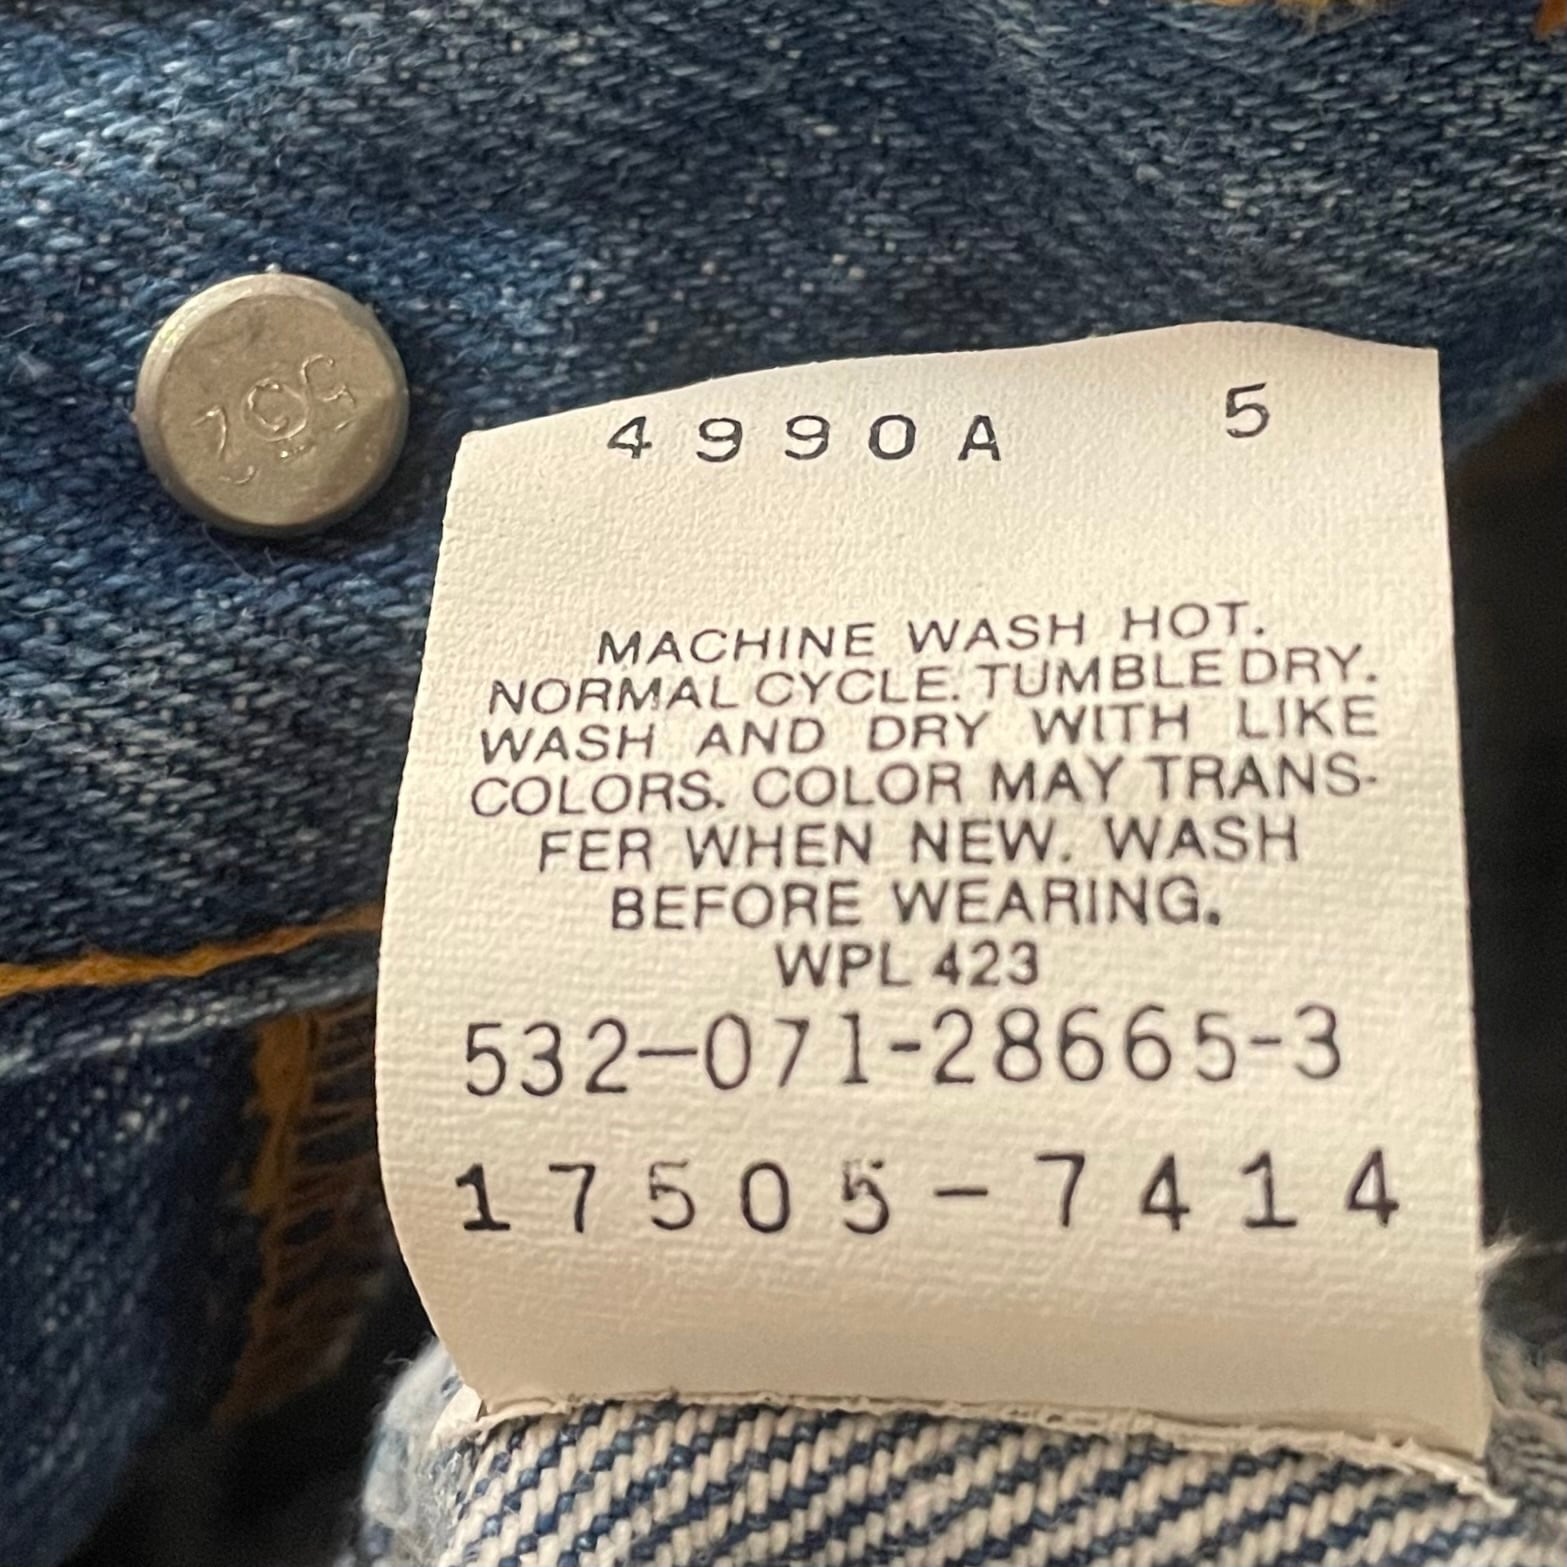 4990A 5
MACHINE WASH HOT.
NORMAL CYCLE. TUMBLE DRY.
WASH AND DRY WITH LIKE
COLORS. COLOR MAY TRANS-
FER WHEN NEW. WASH
BEFORE WEARING.
WPL 423
532-071-28665-3
17505-7414